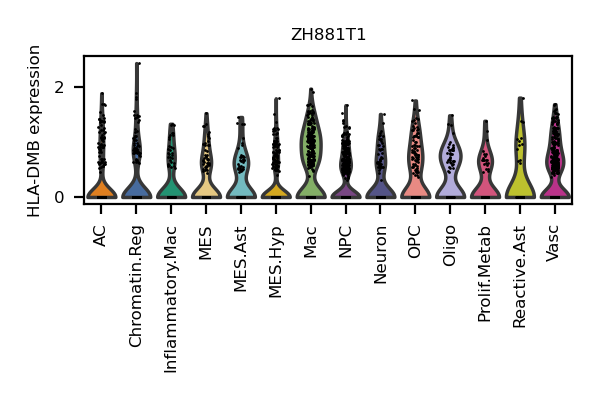 ZH881T1
HLA-DMB expression
2
0
AC
Chromatin.Reg
Inflammatory.Mac
MES
MES.Ast
MES.Hyp
Mac
NPC
Neuron
OPC
Oligo
Prolif.Metab
Reactive.Ast
Vasc